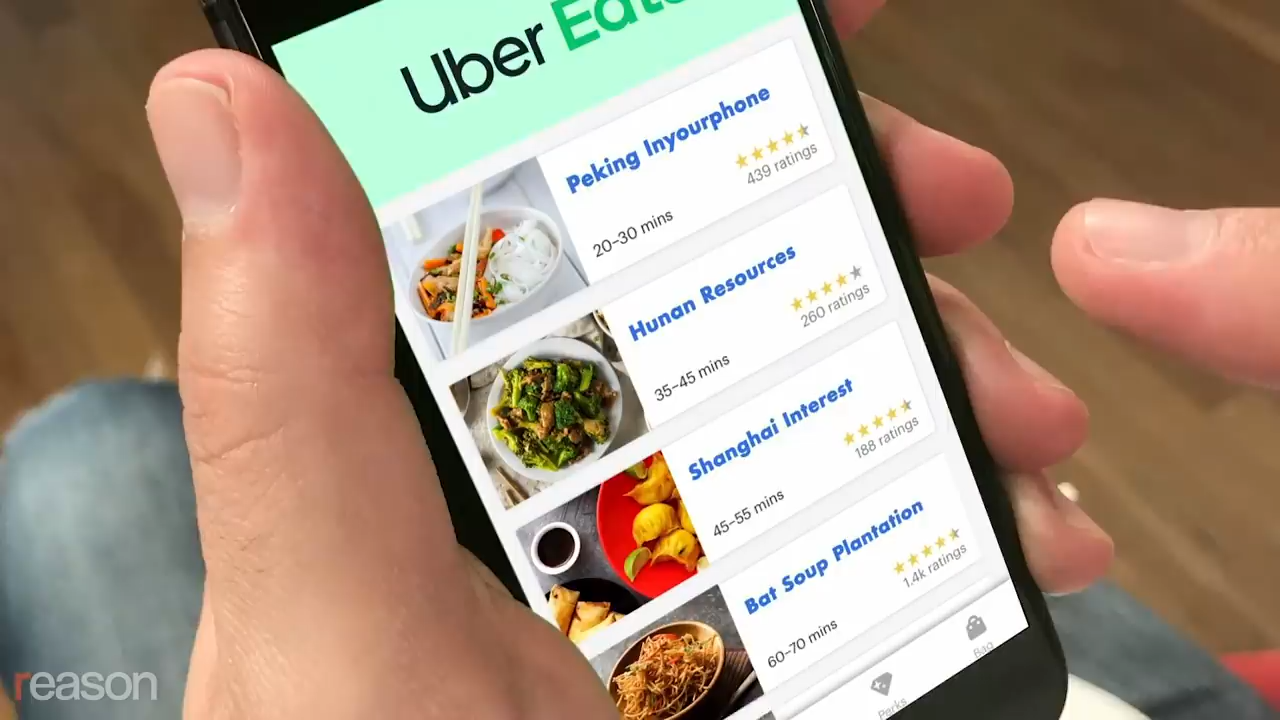 Uber Eats
Peking Inyourphone
439 ratings
20-30 mins
Hunan Resources
260 ratings
35-45 mins
Shanghai Interest
188 ratings
45-55 mins
Bat Soup Plantation
1.4k ratings
60-70 mins
Perks
Bag
reason